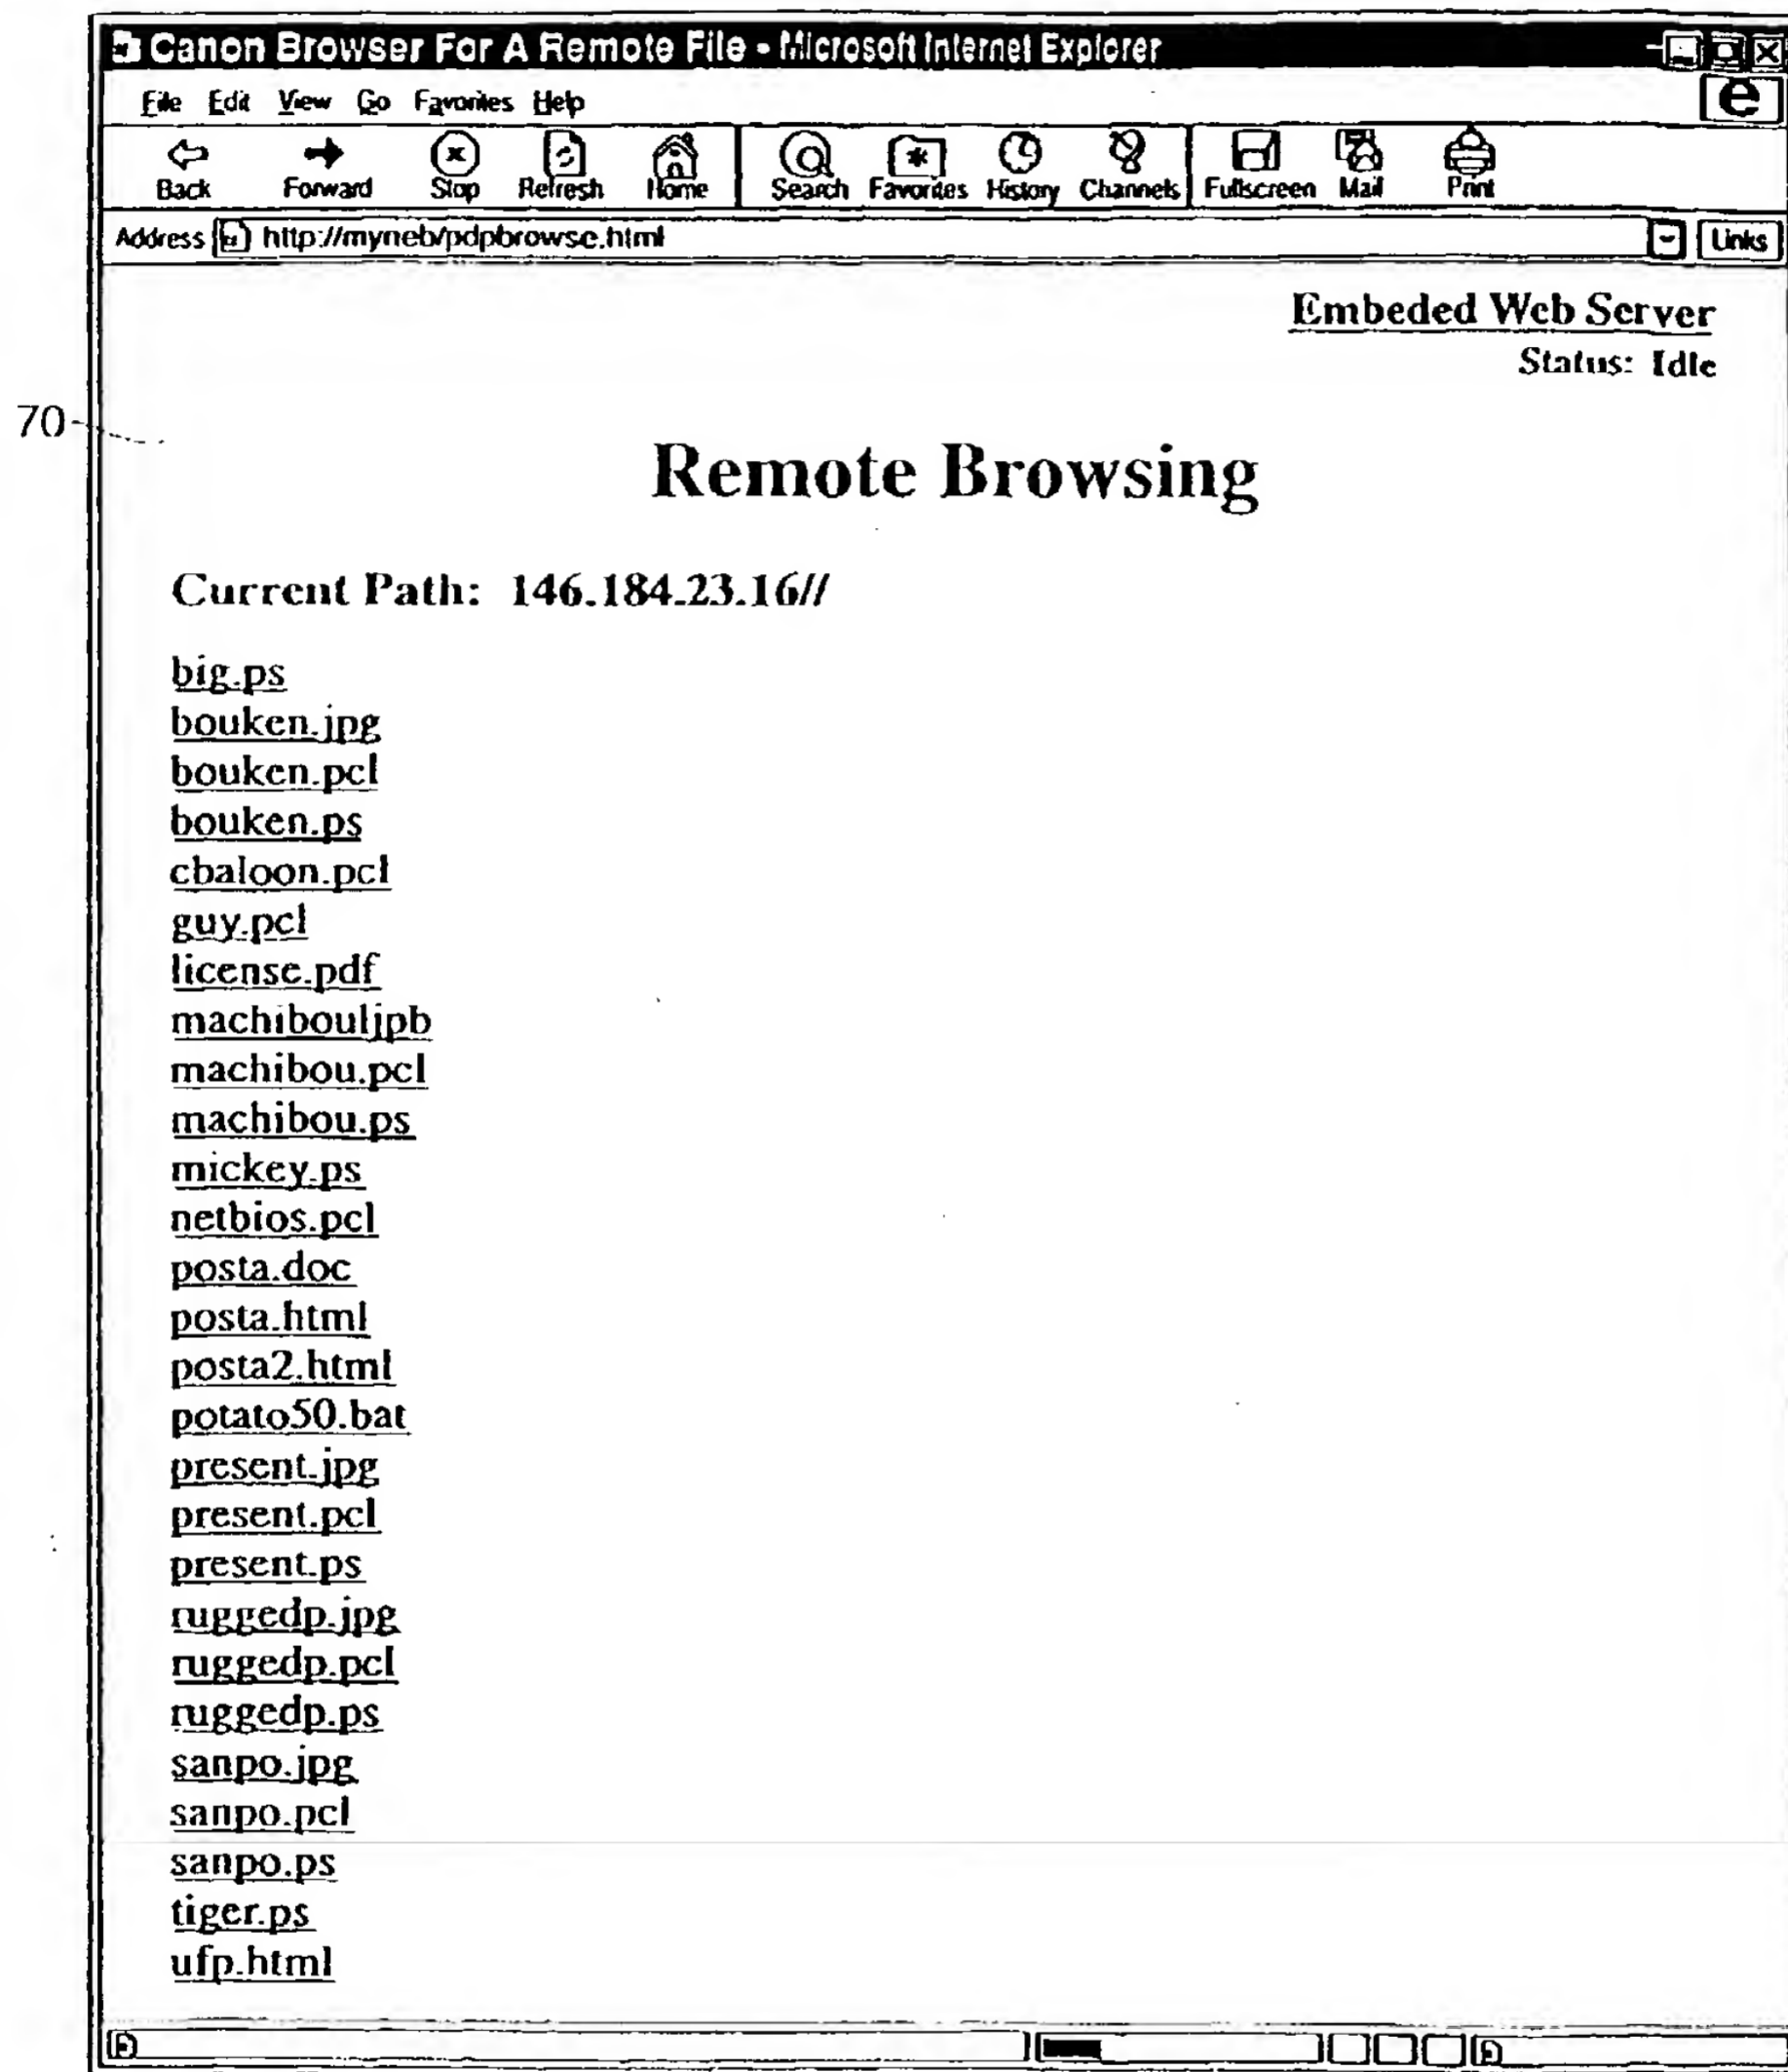 Canon Browser For A Remote File - Microsoft Internet Explorer
File Edit View Go Favorites Help
Back Forward Stop Refresh Home Search Favorites History Channels Fullscreen Mail Print
Address http://myneb/pdpbrowse.html Links
Embeded Web Server
Status: Idle
70
Remote Browsing
Current Path: 146.184.23.16//
big.ps
bouken.jpg
bouken.pcl
bouken.ps
cbaloon.pcl
guy.pcl
license.pdf
machibouljpb
machibou.pcl
machibou.ps
mickey.ps
netbios.pcl
posta.doc
posta.html
posta2.html
potato50.bat
present.jpg
present.pcl
present.ps
ruggedp.jpg
ruggedp.pcl
ruggedp.ps
sanpo.jpg
sanpo.pcl
sanpo.ps
tiger.ps
ufp.html